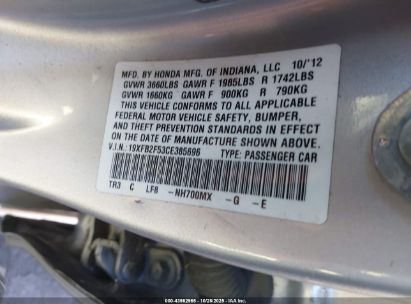 MFD. BY HONDA MFG. OF INDIANA, LLC 10/'12
GVWR 3660LBS GAWR F 1985LBS R 1742LBS
GVWR 1660KG GAWR F 900KG R 790KG
THIS VEHICLE CONFORMS TO ALL APPLICABLE
FEDERAL MOTOR VEHICLE SAFETY, BUMPER,
AND THEFT PREVENTION STANDARDS IN EFFECT
ON THE DATE OF MANUFACTURE SHOWN ABOVE.
V.I.N.: 19XFB2F53CE385696 TYPE: PASSENGER CAR
TR3 C LF8 -NH700MX -G -E